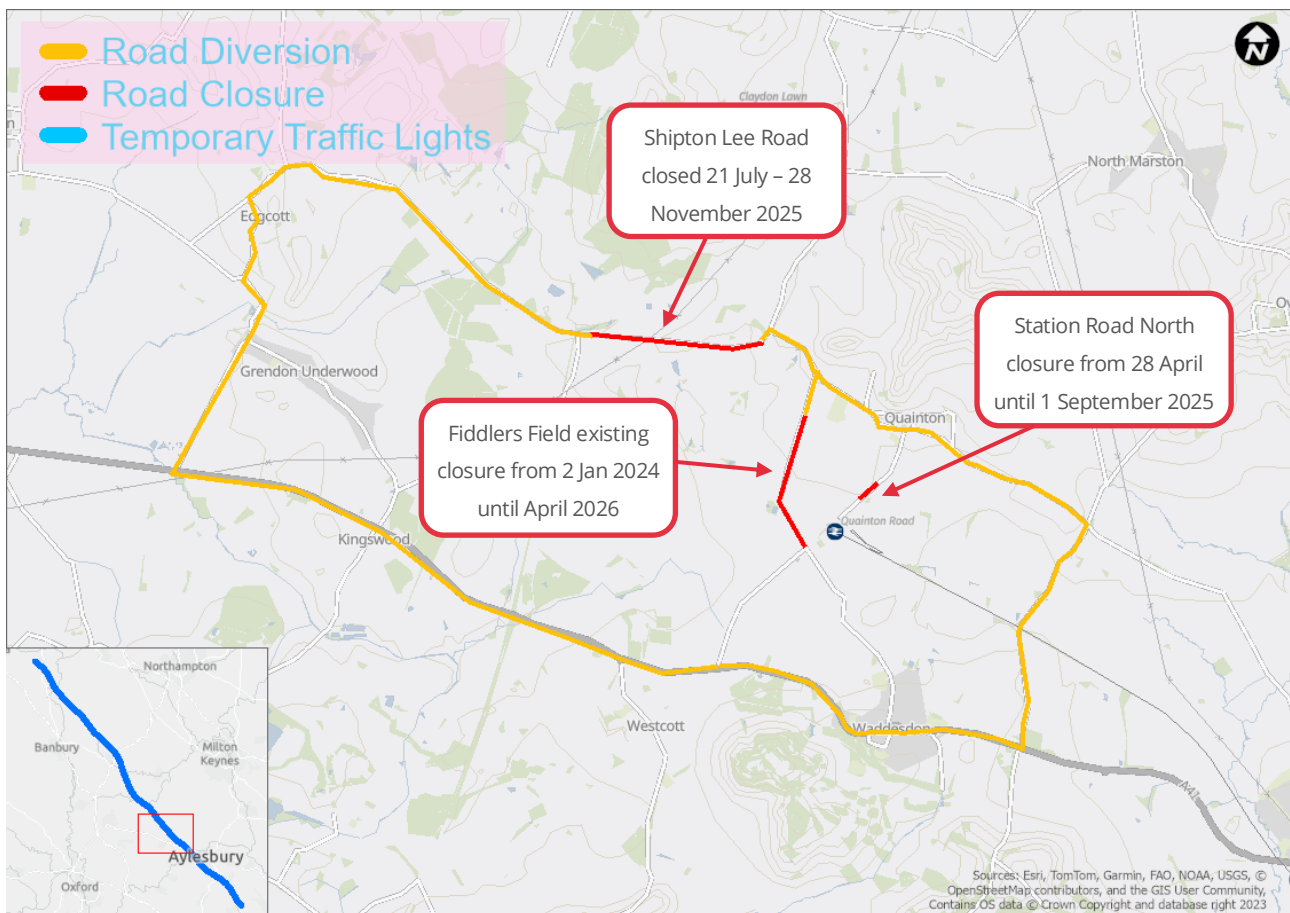 Road Diversion
Road Closure
Temporary Traffic Lights
N
Claydon Lawn
Shipton Lee Road
closed 21 July – 28
November 2025
North Marston
Edgcott
Station Road North
closure from 28 April
until 1 September 2025
Grendon Underwood
Quainton
Fiddlers Field existing
closure from 2 Jan 2024
until April 2026
Quainton Road
Kingswood
Westcott
Waddesdon
A41
Northampton
Banbury
Milton
Keynes
Aylesbury
Oxford
Sources: Esri, TomTom, Garmin, FAO, NOAA, USGS, ©
OpenStreetMap contributors, and the GIS User Community,
Contains OS data © Crown Copyright and database right 2023